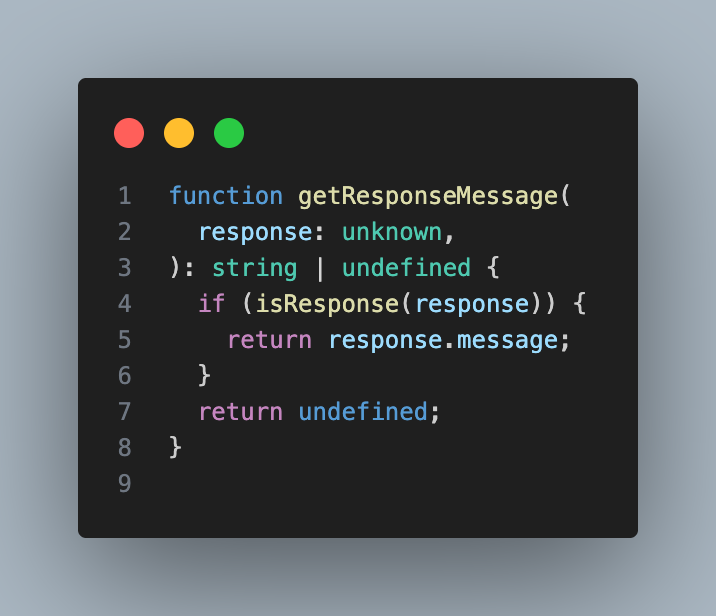 1 function getResponseMessage(
2   response: unknown,
3 ): string | undefined {
4   if (isResponse(response)) {
5     return response.message;
6   }
7   return undefined;
8 }
9